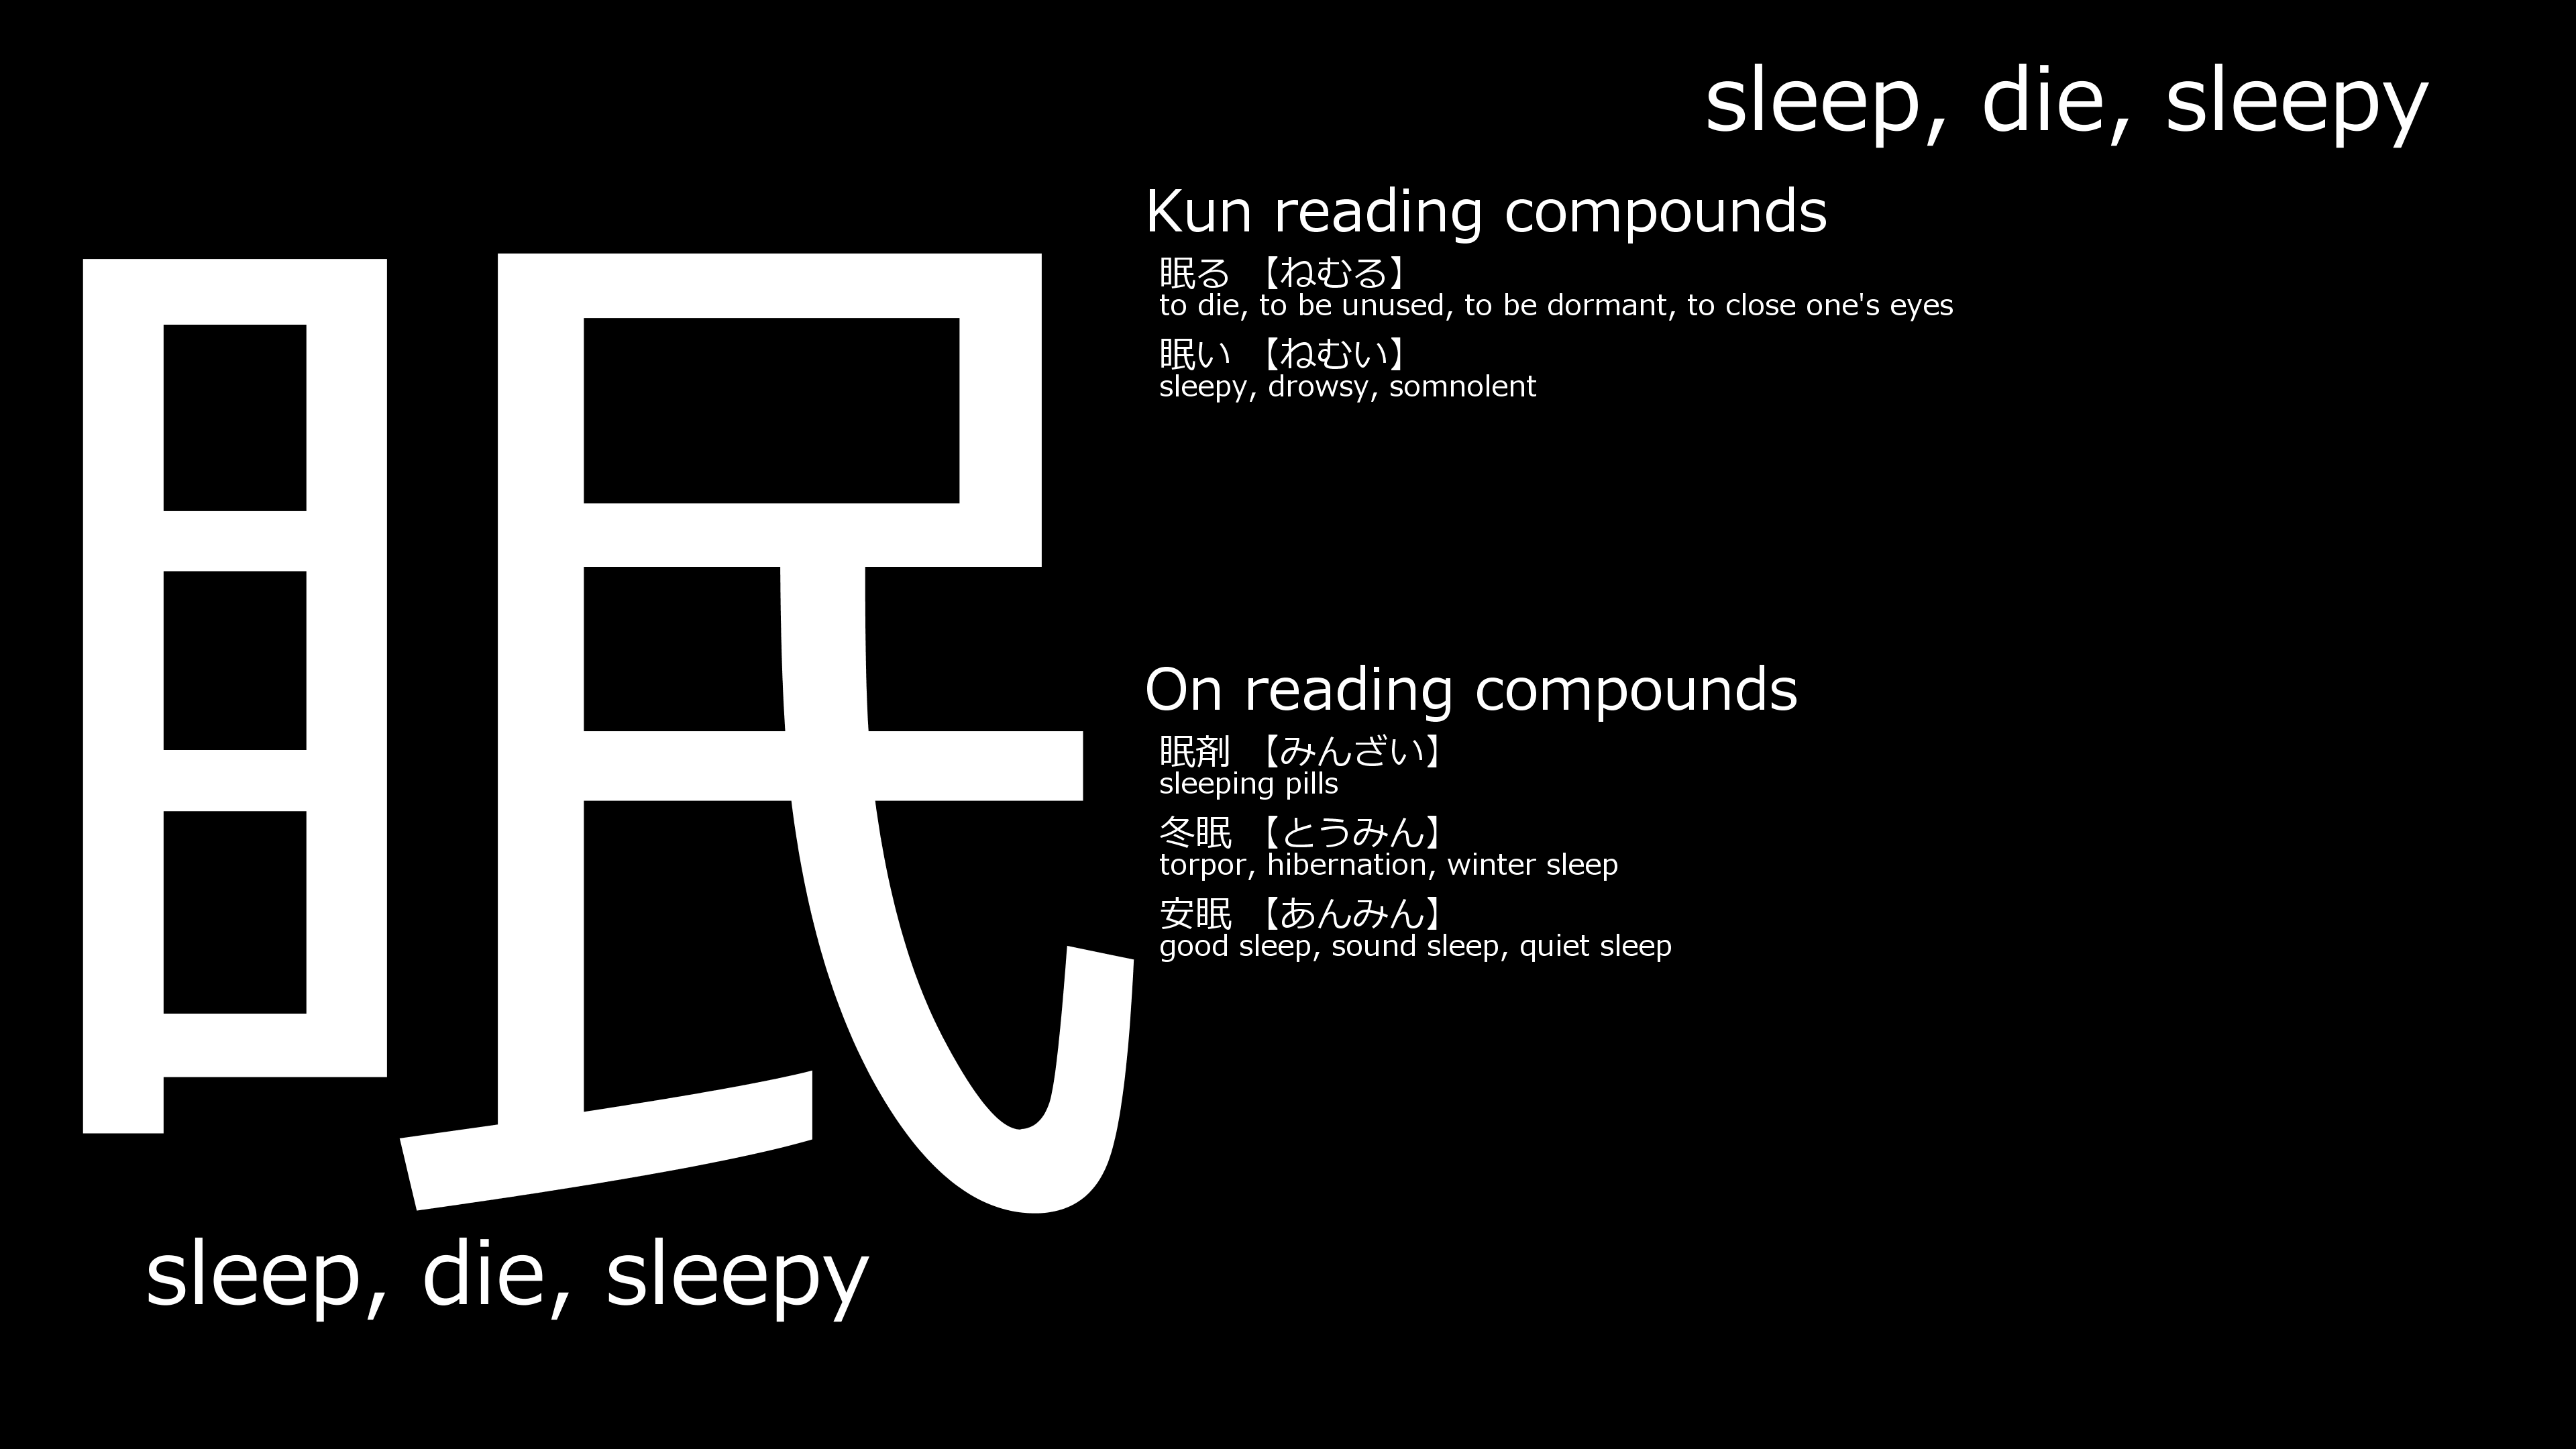 sleep, die, sleepy
眠
Kun reading compounds
眠る 【ねむる】
to die, to be unused, to be dormant, to close one's eyes
眠い 【ねむい】
sleepy, drowsy, somnolent
On reading compounds
眠剤 【みんざい】
sleeping pills
冬眠 【とうみん】
torpor, hibernation, winter sleep
安眠 【あんみん】
good sleep, sound sleep, quiet sleep
sleep, die, sleepy